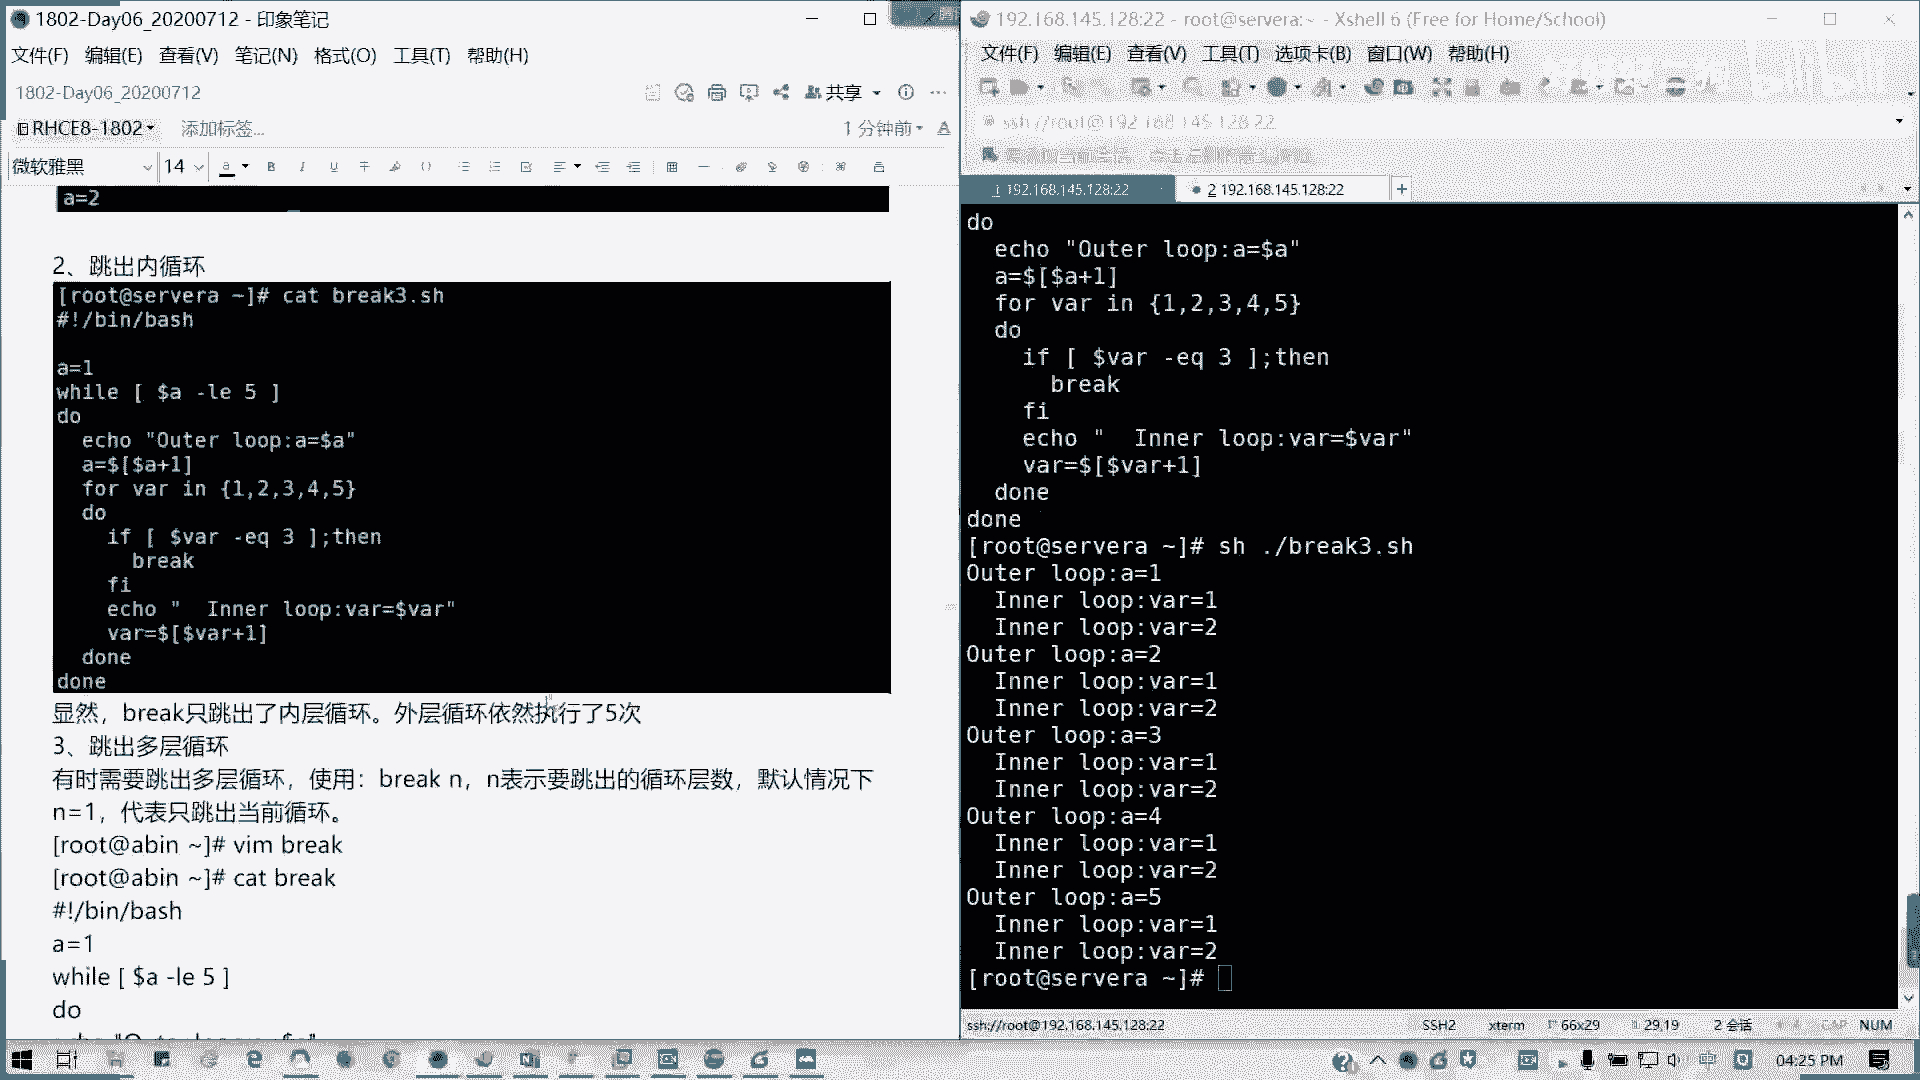 1802-Day06_20200712 - 印象笔记
文件(F) 编辑(E) 查看(V) 笔记(N) 格式(O) 工具(T) 帮助(H)
1802-Day06_20200712
共享
RHCE8-1802
添加标签...
1 分钟前
微软雅黑 14
a=2
2、跳出内循环
[root@servera ~]# cat break3.sh
#!/bin/bash
a=1
while [ $a -le 5 ]
do
echo "Outer loop:a=$a"
a=$[$a+1]
for var in {1,2,3,4,5}
do
if [ $var -eq 3 ];then
break
fi
echo "  Inner loop:var=$var"
var=$[$var+1]
done
done
显然，break只跳出了内层循环。外层循环依然执行了5次
3、跳出多层循环
有时需要跳出多层循环，使用：break n，n表示要跳出的循环层数，默认情况下
n=1，代表只跳出当前循环。
[root@abin ~]# vim break
[root@abin ~]# cat break
#!/bin/bash
a=1
while [ $a -le 5 ]
do
192.168.145.128:22 - root@servera:~ - Xshell 6 (Free for Home/School)
文件(F) 编辑(E) 查看(V) 工具(T) 选项卡(B) 窗口(W) 帮助(H)
ssh://root@192.168.145.128:22
1 192.168.145.128:22
2 192.168.145.128:22
do
echo "Outer loop:a=$a"
a=$[$a+1]
for var in {1,2,3,4,5}
do
if [ $var -eq 3 ];then
break
fi
echo "  Inner loop:var=$var"
var=$[$var+1]
done
done
[root@servera ~]# sh ./break3.sh
Outer loop:a=1
Inner loop:var=1
Inner loop:var=2
Outer loop:a=2
Inner loop:var=1
Inner loop:var=2
Outer loop:a=3
Inner loop:var=1
Inner loop:var=2
Outer loop:a=4
Inner loop:var=1
Inner loop:var=2
Outer loop:a=5
Inner loop:var=1
Inner loop:var=2
[root@servera ~]#
ssh://root@192.168.145.128:22 SSH2 xterm 66x29 29,19 2 会话 CAP NUM
中 04:25 PM